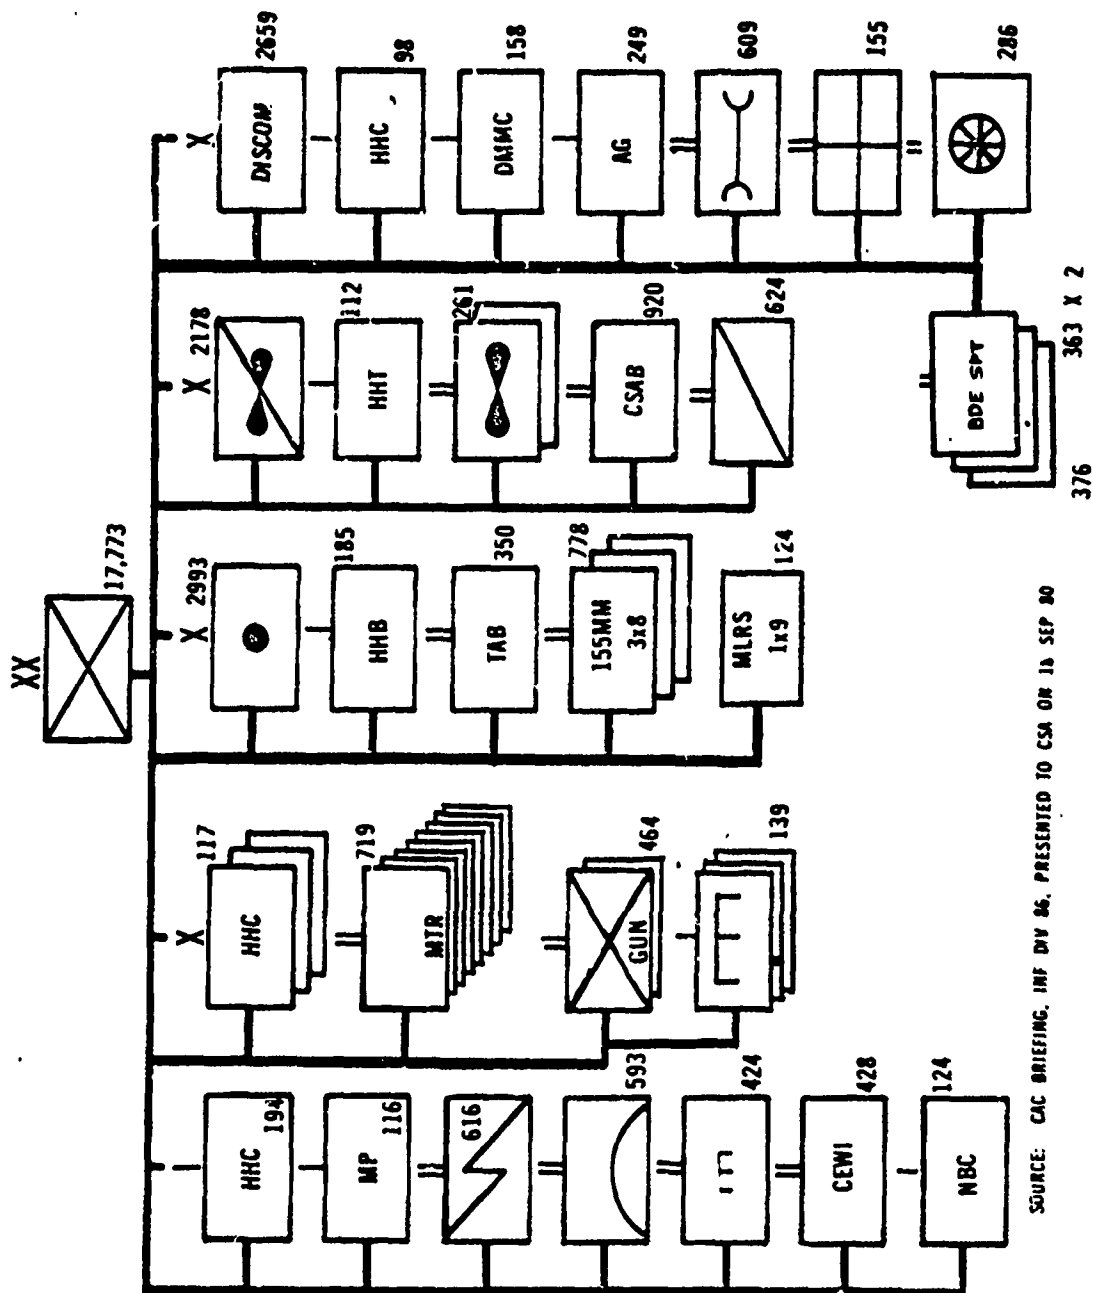 XX
17,773
HHC
194
MP
116
616
593
424
CEWI
428
NBC
124
X
HHC
117
MTR
719
GUN
464
139
X
2993
HHB
185
TAB
350
155MM
3x8
778
MLRS
1x9
124
X
2178
HHT
112
261
CSAB
920
624
X
DISCOM
2659
HHC
98
DMMC
158
AG
249
609
155
286
BDE SPT
376
363 X 2
SOURCE: CAC BRIEFING, INF DIV 86, PRESENTED TO CSA ON 18 SEP 80